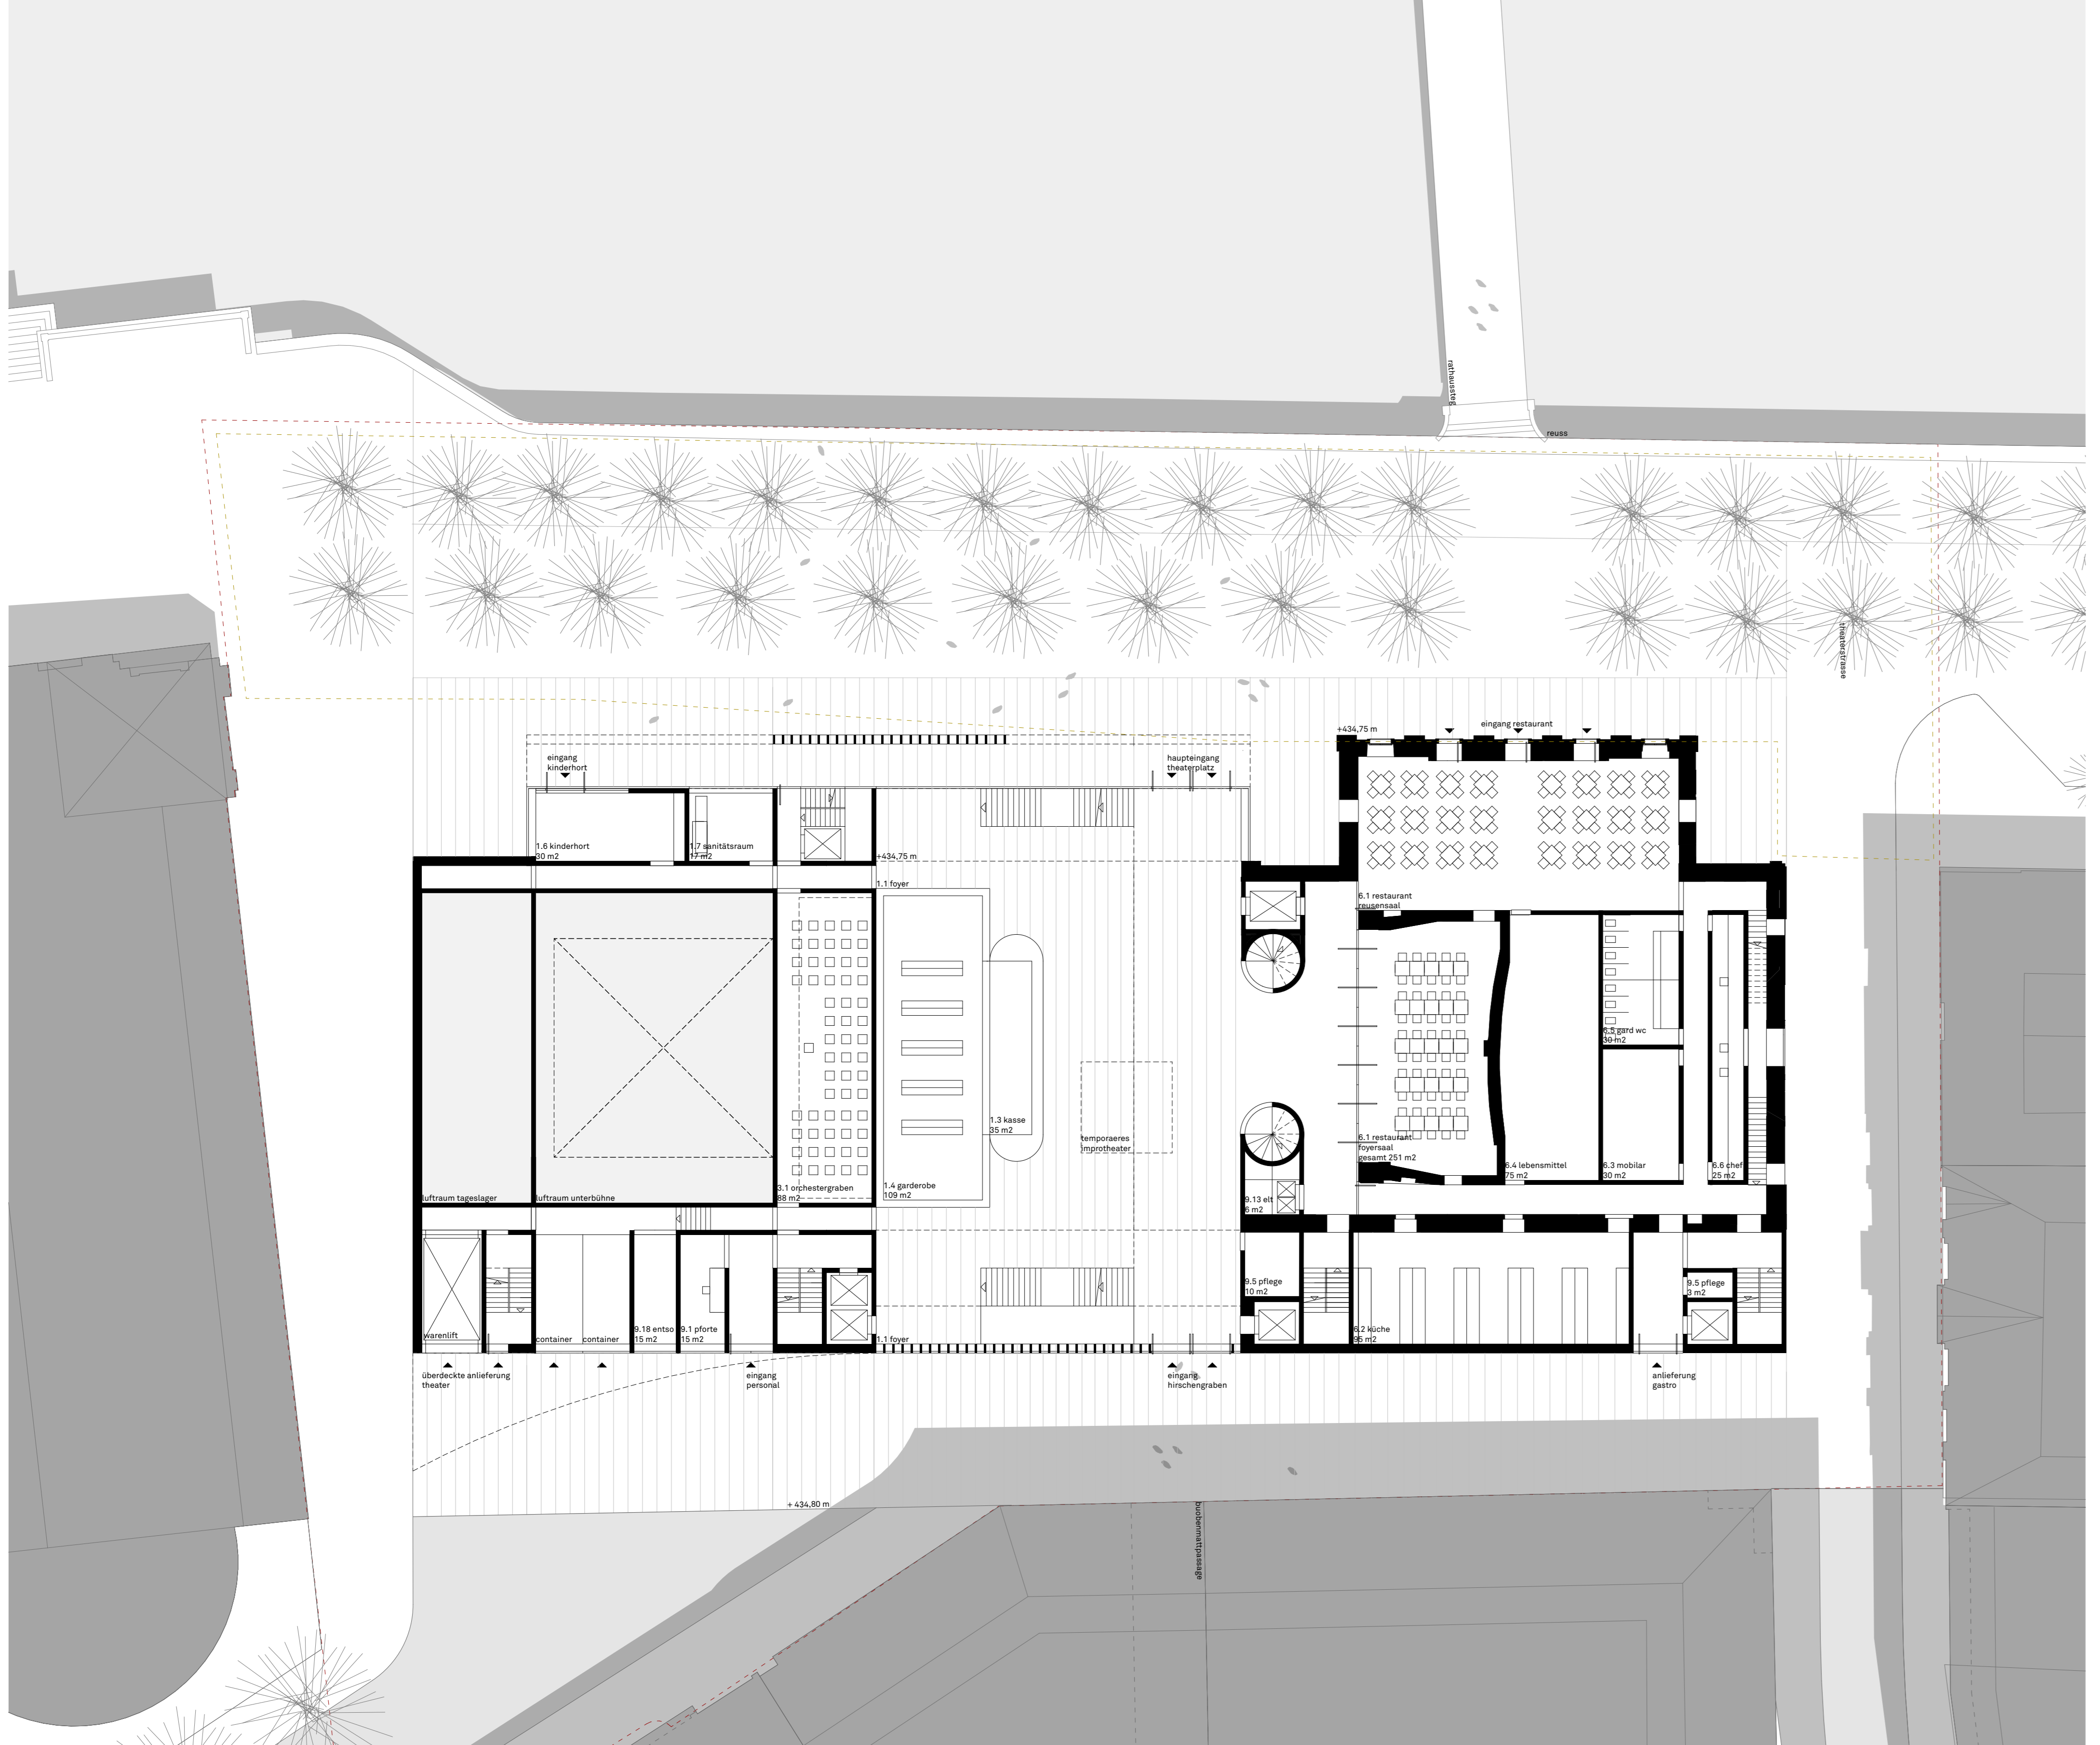 rathaussteg
reuss
theaterstrasse
+434,75 m
eingang restaurant
eingang
kinderhort
haupteingang
theaterplatz
1.6 kinderhort
30 m2
1.7 sanitätsraum
17 m2
+434,75 m
1.1 foyer
6.1 restaurant
reusensaal
6.5 gard wc
30 m2
1.3 kasse
35 m2
temporaeres
improtheater
6.1 restaurant
foyersaal
gesamt 251 m2
6.4 lebensmittel
75 m2
6.3 mobilar
30 m2
6.6 chef
25 m2
luftraum tageslager
luftraum unterbühne
3.1 orchestergraben
88 m2
1.4 garderobe
109 m2
9.13 elt
6 m2
9.5 pflege
10 m2
9.5 pflege
3 m2
warenlift
container
container
9.18 entso
15 m2
9.1 pforte
15 m2
1.1 foyer
6.2 küche
95 m2
überdeckte anlieferung
theater
eingang
personal
eingang
hirschengraben
anlieferung
gastro
+ 434,80 m
buobenmattpassage